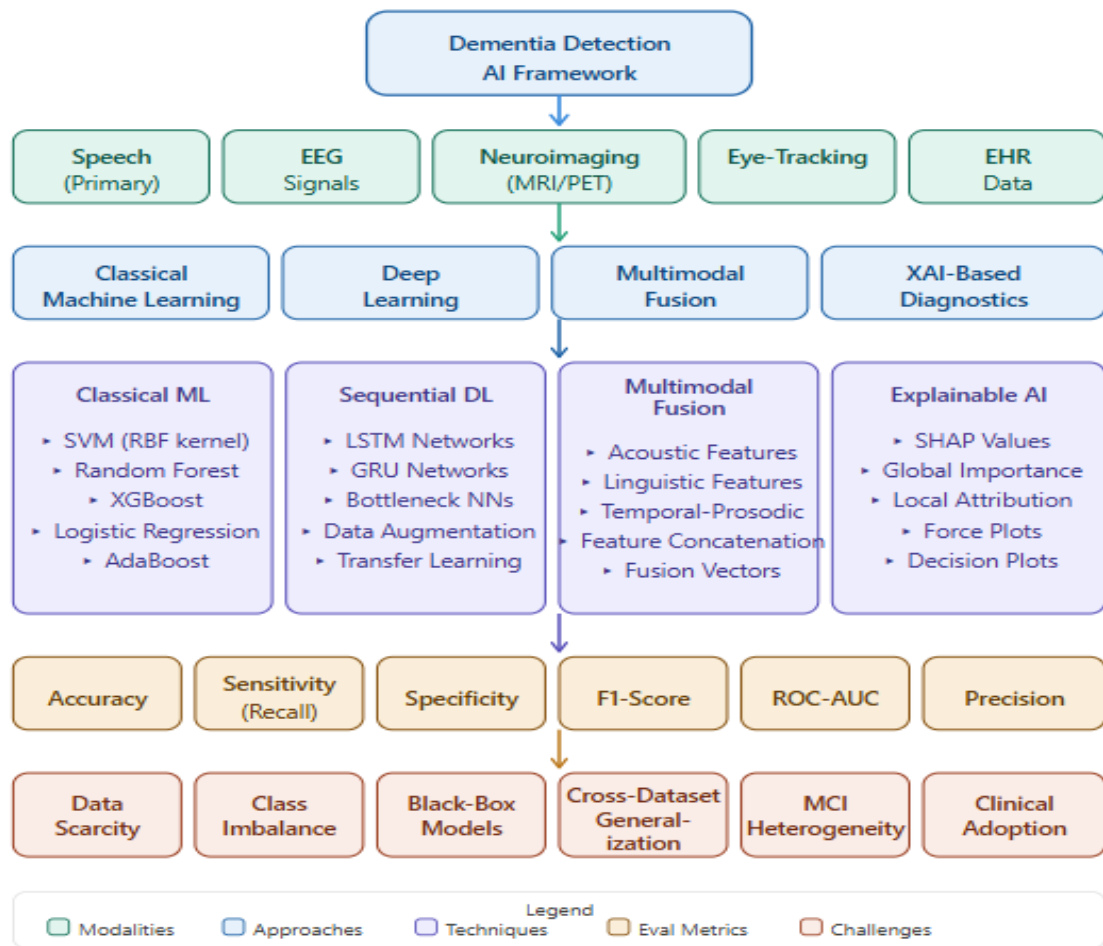 Dementia Detection
AI Framework
Speech
(Primary)
EEG
Signals
Neuroimaging
(MRI/PET)
Eye-Tracking
EHR
Data
Classical
Machine Learning
Deep
Learning
Multimodal
Fusion
XAI-Based
Diagnostics
Classical ML
‣ SVM (RBF kernel)
‣ Random Forest
‣ XGBoost
‣ Logistic Regression
‣ AdaBoost
Sequential DL
‣ LSTM Networks
‣ GRU Networks
‣ Bottleneck NNs
‣ Data Augmentation
‣ Transfer Learning
Multimodal
Fusion
‣ Acoustic Features
‣ Linguistic Features
‣ Temporal-Prosodic
‣ Feature Concatenation
‣ Fusion Vectors
Explainable AI
‣ SHAP Values
‣ Global Importance
‣ Local Attribution
‣ Force Plots
‣ Decision Plots
Accuracy
Sensitivity
(Recall)
Specificity
F1-Score
ROC-AUC
Precision
Data
Scarcity
Class
Imbalance
Black-Box
Models
Cross-Dataset
General-
ization
MCI
Heterogeneity
Clinical
Adoption
Legend
Modalities
Approaches
Techniques
Eval Metrics
Challenges